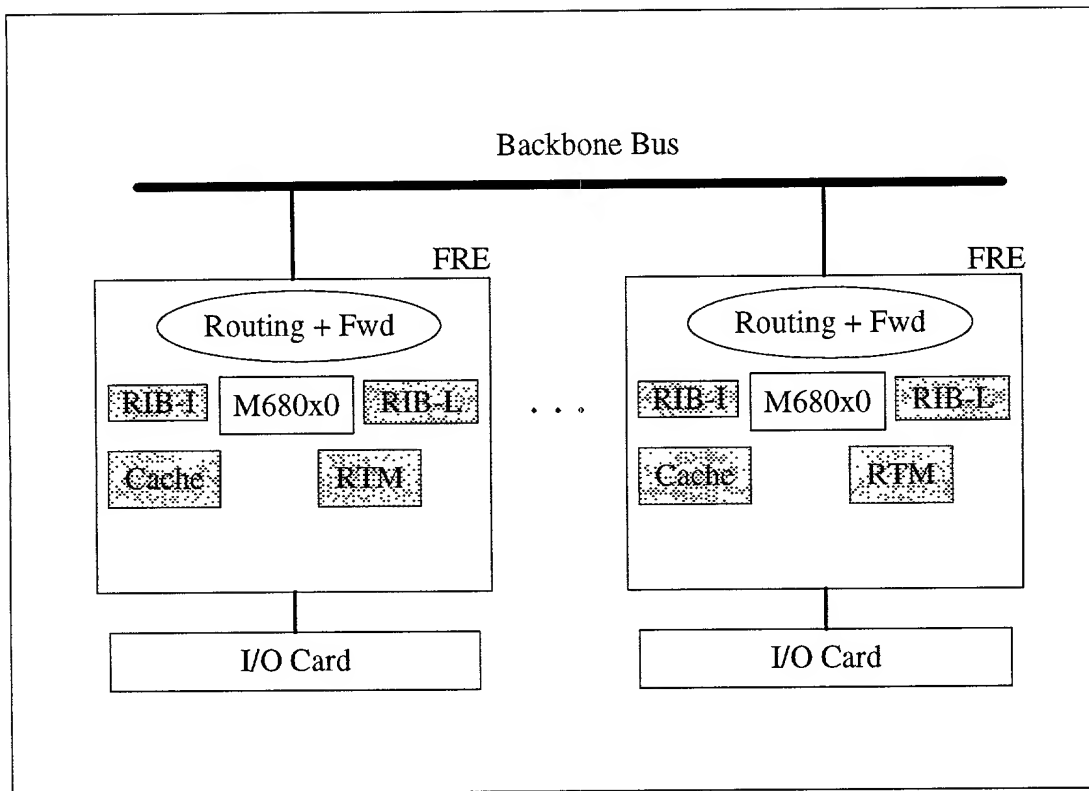 Backbone Bus
FRE
FRE
Routing + Fwd
Routing + Fwd
RIB-I
M680x0
RIB-L
. . .
RIB-I
M680x0
RIB-L
Cache
RTM
Cache
RTM
I/O Card
I/O Card